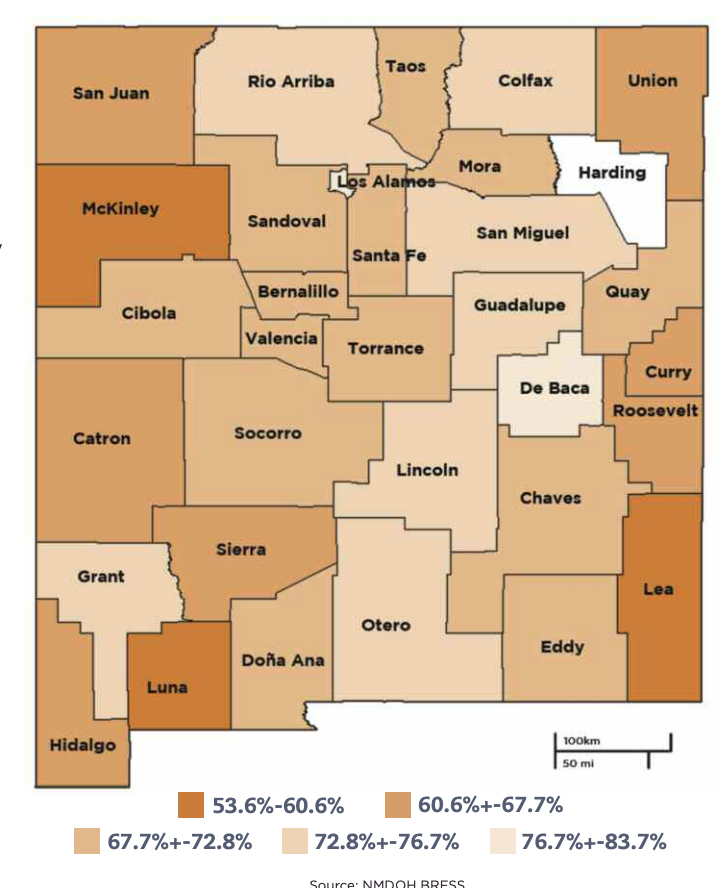 San Juan
Rio Arriba
Taos
Colfax
Union
Los Alamos
Mora
Harding
McKinley
Sandoval
Santa Fe
San Miguel
Bernalillo
Guadalupe
Quay
Cibola
Valencia
Torrance
Curry
De Baca
Roosevelt
Catron
Socorro
Lincoln
Chaves
Sierra
Grant
Lea
Otero
Eddy
Doña Ana
Luna
Hidalgo
100km
50 mi
53.6%-60.6% 60.6%+-67.7%
67.7%+-72.8% 72.8%+-76.7% 76.7%+-83.7%
Source: NMDOH BRFSS